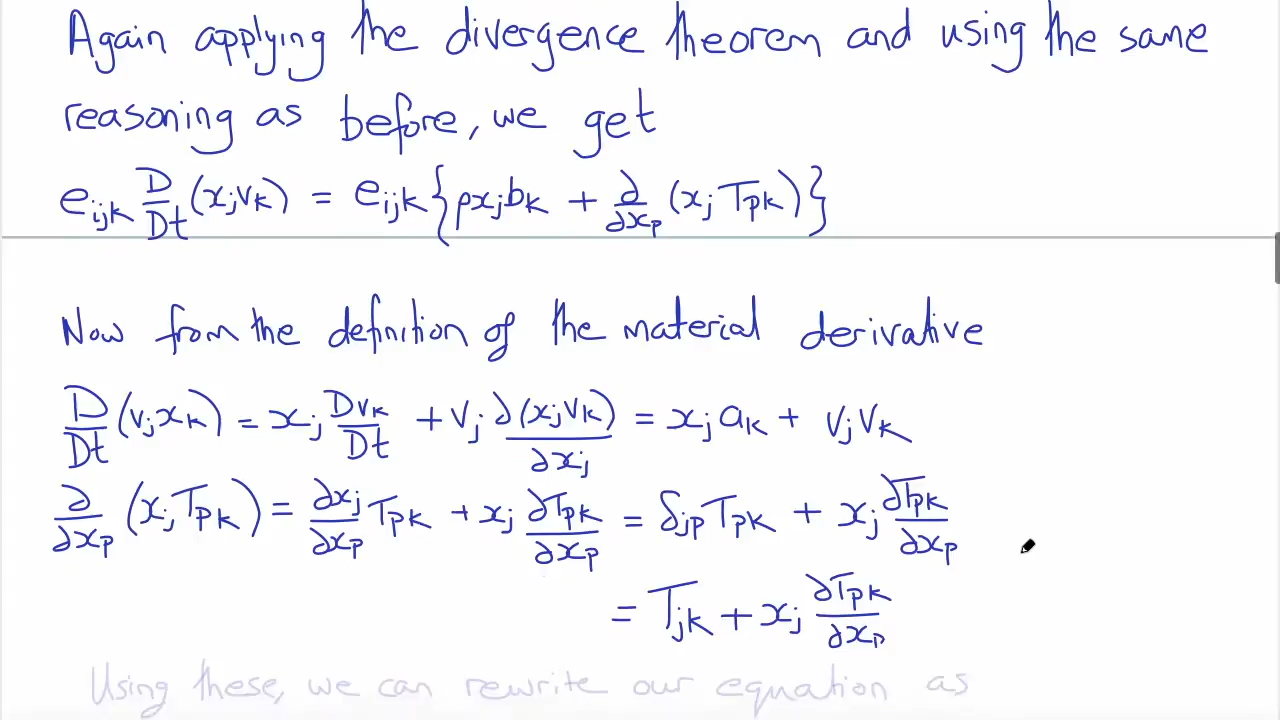 Again applying the divergence theorem and using the same
reasoning as before, we get
e_ijk D/Dt (x_j v_k) = e_ijk { ρx_j b_k + ∂/∂x_p (x_j T_pk) }
Now from the definition of the material derivative
D/Dt (v_j x_k) = x_j Dv_k/Dt + v_j ∂(x_j v_k)/∂x_j = x_j a_k + v_j v_k
∂/∂x_p (x_j T_pk) = ∂x_j/∂x_p T_pk + x_j ∂T_pk/∂x_p = δ_jp T_pk + x_j ∂T_pk/∂x_p
= T_jk + x_j ∂T_pk/∂x_p
Using these, we can rewrite our equation as